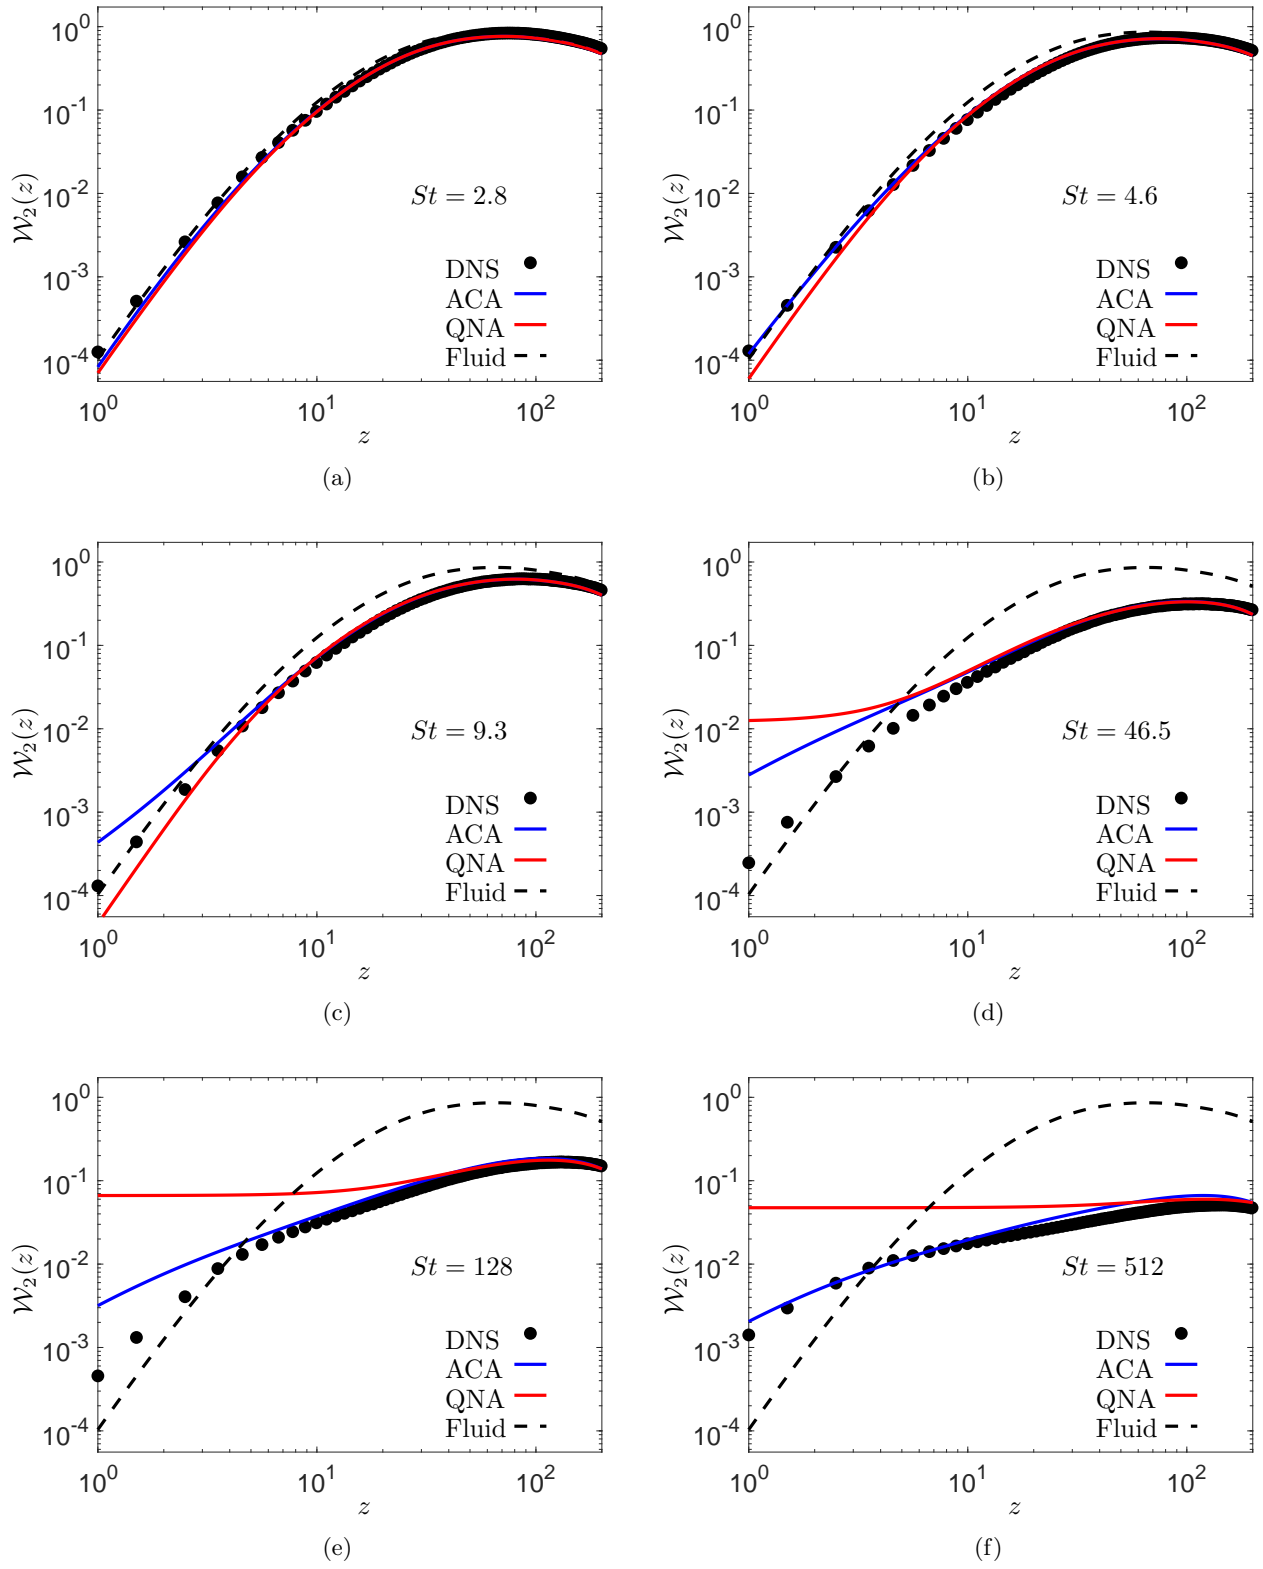 10^0
10^-1
10^-2
10^-3
10^-4
𝒲_2(z)
St = 2.8
DNS
ACA
QNA
Fluid
10^0 10^1 10^2
z
(a)
10^0
10^-1
10^-2
10^-3
10^-4
𝒲_2(z)
St = 4.6
DNS
ACA
QNA
Fluid
10^0 10^1 10^2
z
(b)
10^0
10^-1
10^-2
10^-3
10^-4
𝒲_2(z)
St = 9.3
DNS
ACA
QNA
Fluid
10^0 10^1 10^2
z
(c)
10^0
10^-1
10^-2
10^-3
10^-4
𝒲_2(z)
St = 46.5
DNS
ACA
QNA
Fluid
10^0 10^1 10^2
z
(d)
10^0
10^-1
10^-2
10^-3
10^-4
𝒲_2(z)
St = 128
DNS
ACA
QNA
Fluid
10^0 10^1 10^2
z
(e)
10^0
10^-1
10^-2
10^-3
10^-4
𝒲_2(z)
St = 512
DNS
ACA
QNA
Fluid
10^0 10^1 10^2
z
(f)